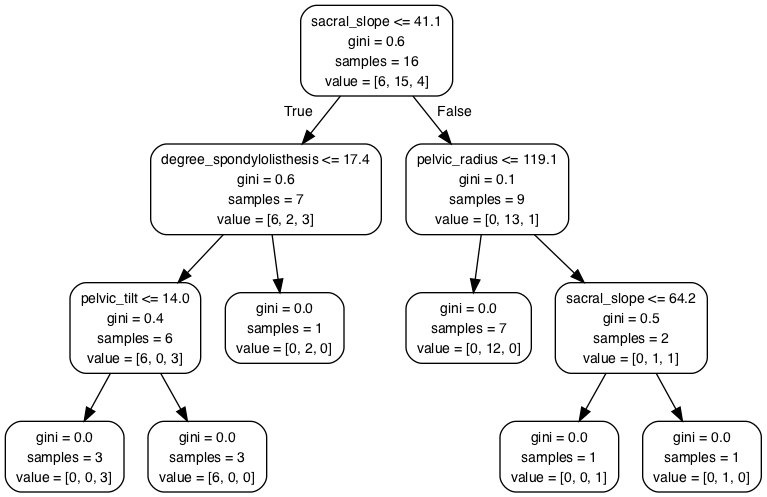 sacral_slope <= 41.1
gini = 0.6
samples = 16
value = [6, 15, 4]
True
False
degree_spondylolisthesis <= 17.4
gini = 0.6
samples = 7
value = [6, 2, 3]
pelvic_radius <= 119.1
gini = 0.1
samples = 9
value = [0, 13, 1]
pelvic_tilt <= 14.0
gini = 0.4
samples = 6
value = [6, 0, 3]
gini = 0.0
samples = 1
value = [0, 2, 0]
gini = 0.0
samples = 7
value = [0, 12, 0]
sacral_slope <= 64.2
gini = 0.5
samples = 2
value = [0, 1, 1]
gini = 0.0
samples = 3
value = [0, 0, 3]
gini = 0.0
samples = 3
value = [6, 0, 0]
gini = 0.0
samples = 1
value = [0, 0, 1]
gini = 0.0
samples = 1
value = [0, 1, 0]